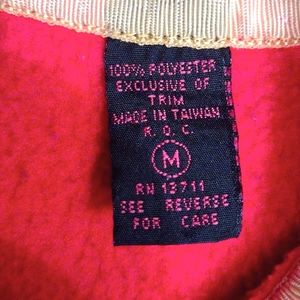 100% POLYESTER
EXCLUSIVE OF
TRIM
MADE IN TAIWAN
R. O. C.
M
RN 13711
SEE REVERSE
FOR CARE